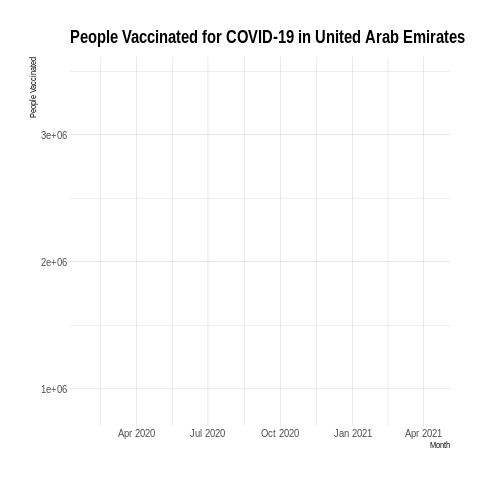 People Vaccinated for COVID-19 in United Arab Emirates
People Vaccinated
3e+06
2e+06
1e+06
Apr 2020 Jul 2020 Oct 2020 Jan 2021 Apr 2021
Month